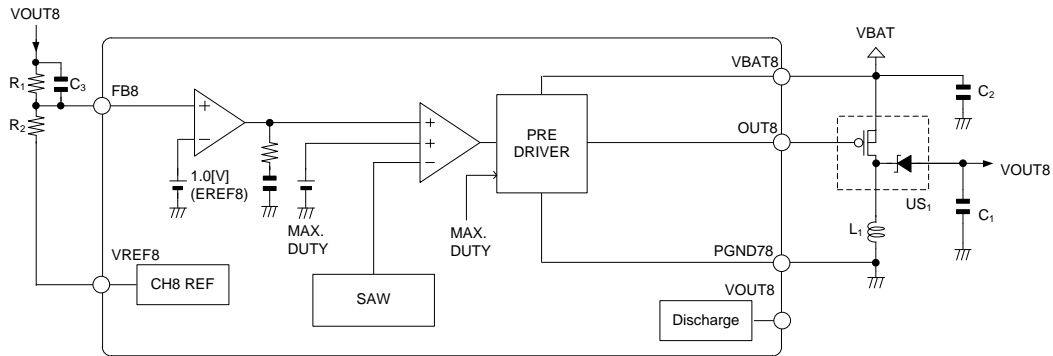 VOUT8
R1
C3
R2
FB8
1.0[V]
(EREF8)
MAX.
DUTY
VREF8
CH8 REF
SAW
MAX.
DUTY
PRE
DRIVER
VBAT8
OUT8
PGND78
VOUT8
Discharge
VBAT
C2
VOUT8
US1
C1
L1